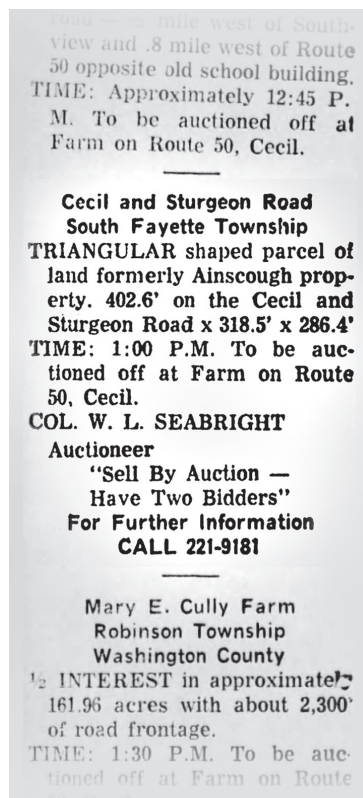 road — .8 mile west of South-
view and .8 mile west of Route
50 opposite old school building.
TIME: Approximately 12:45 P.
M. To be auctioned off at
Farm on Route 50, Cecil.
Cecil and Sturgeon Road
South Fayette Township
TRIANGULAR shaped parcel of
land formerly Ainscough prop-
erty. 402.6' on the Cecil and
Sturgeon Road x 318.5' x 286.4'
TIME: 1:00 P.M. To be auc-
tioned off at Farm on Route
50, Cecil.
COL. W. L. SEABRIGHT
Auctioneer
"Sell By Auction —
Have Two Bidders"
For Further Information
CALL 221-9181
Mary E. Cully Farm
Robinson Township
Washington County
½ INTEREST in approximately
161.96 acres with about 2,300'
of road frontage.
TIME: 1:30 P.M. To be auc-
tioned off at Farm on Route